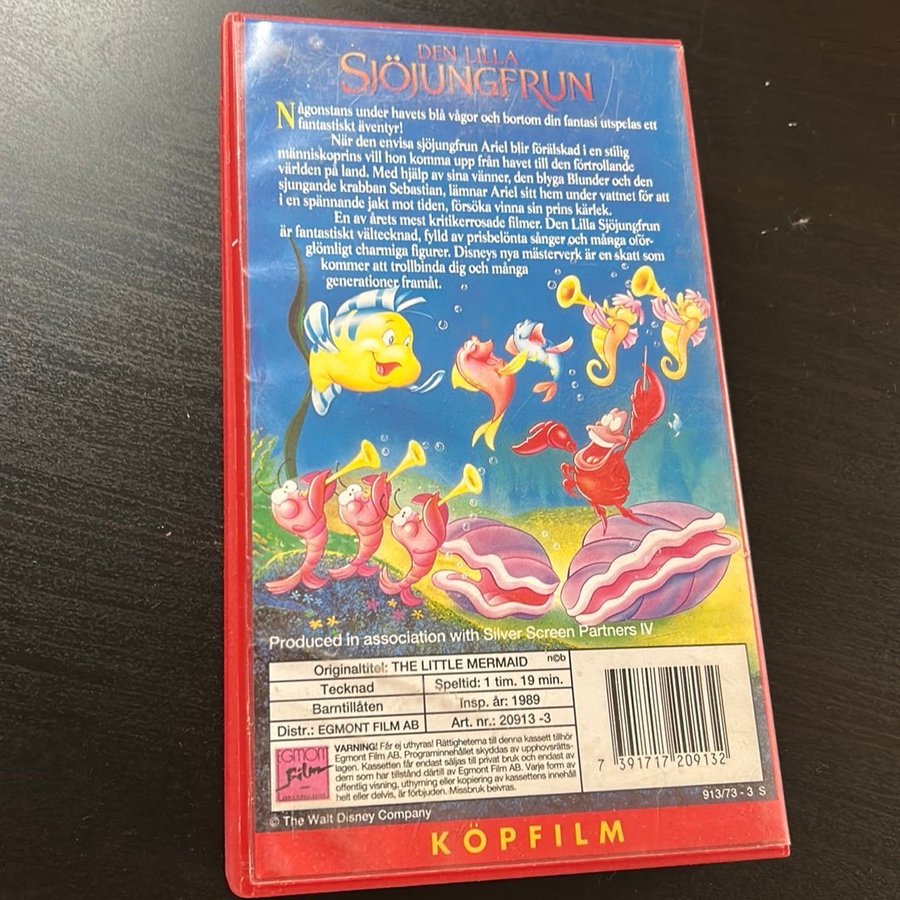 DEN LILLA
SJÖJUNGFRUN
Någonstans under havets blå vågor och bortom din fantasi utspelas ett
fantastiskt äventyr!
När den envisa sjöjungfrun Ariel blir förälskad i en stilig
människoprins vill hon komma upp från havet till den förtrollande
världen på land. Med hjälp av sina vänner, den blyga Blunder och den
sjungande krabban Sebastian, lämnar Ariel sitt hem under vattnet för att
i en spännande jakt mot tiden, försöka vinna sin prins kärlek.
En av årets mest kritikerrosade filmer. Den Lilla Sjöjungfrun
är fantastiskt vältecknad, fylld av prisbelönta sånger och många oför-
glömligt charmiga figurer. Disneys nya mästerverk är en skatt som
kommer att trollbinda dig och många
generationer framåt.
Produced in association with Silver Screen Partners IV
Originaltitel: THE LITTLE MERMAID n©b
Tecknad Speltid: 1 tim. 19 min.
Barntillåten Insp. år: 1989
Distr.: EGMONT FILM AB Art. nr.: 20913 -3
EGMONT
Film
VARNING! Får ej uthyras! Rättigheterna till denna kassett tillhör
Egmont Film AB. Programinnehållet skyddas av upphovsrätts-
lagen. Kassetten får endast säljas till privat bruk och endast av
dem som har tillstånd därtill av Egmont Film AB. Varje form av
offentlig visning, uthyrning eller kopiering av kassettens innehåll
helt eller delvis, är förbjuden. Missbruk beivras.
7 391717 209132
913/73 - 3 S
© The Walt Disney Company
KÖPFILM